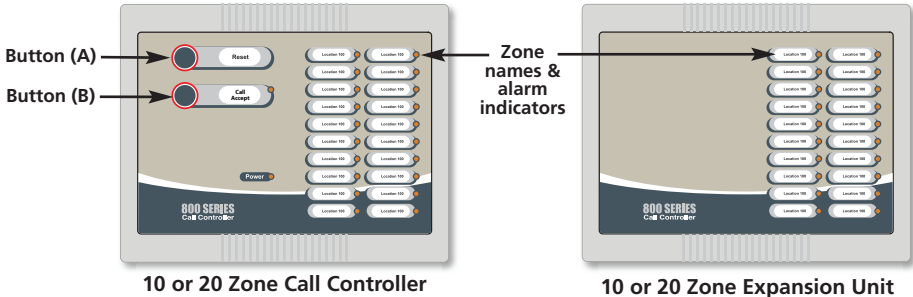 Button (A)
Button (B)
Reset
Call
Accept
Power
Location 100 Location 100
Location 100 Location 100
Location 100 Location 100
Location 100 Location 100
Location 100 Location 100
Location 100 Location 100
Location 100 Location 100
Location 100 Location 100
Location 100 Location 100
Location 100 Location 100
800 SERIES
Call Controller
10 or 20 Zone Call Controller
Zone
names &
alarm
indicators
Location 100 Location 100
Location 100 Location 100
Location 100 Location 100
Location 100 Location 100
Location 100 Location 100
Location 100 Location 100
Location 100 Location 100
Location 100 Location 100
Location 100 Location 100
Location 100 Location 100
800 SERIES
Call Controller
10 or 20 Zone Expansion Unit